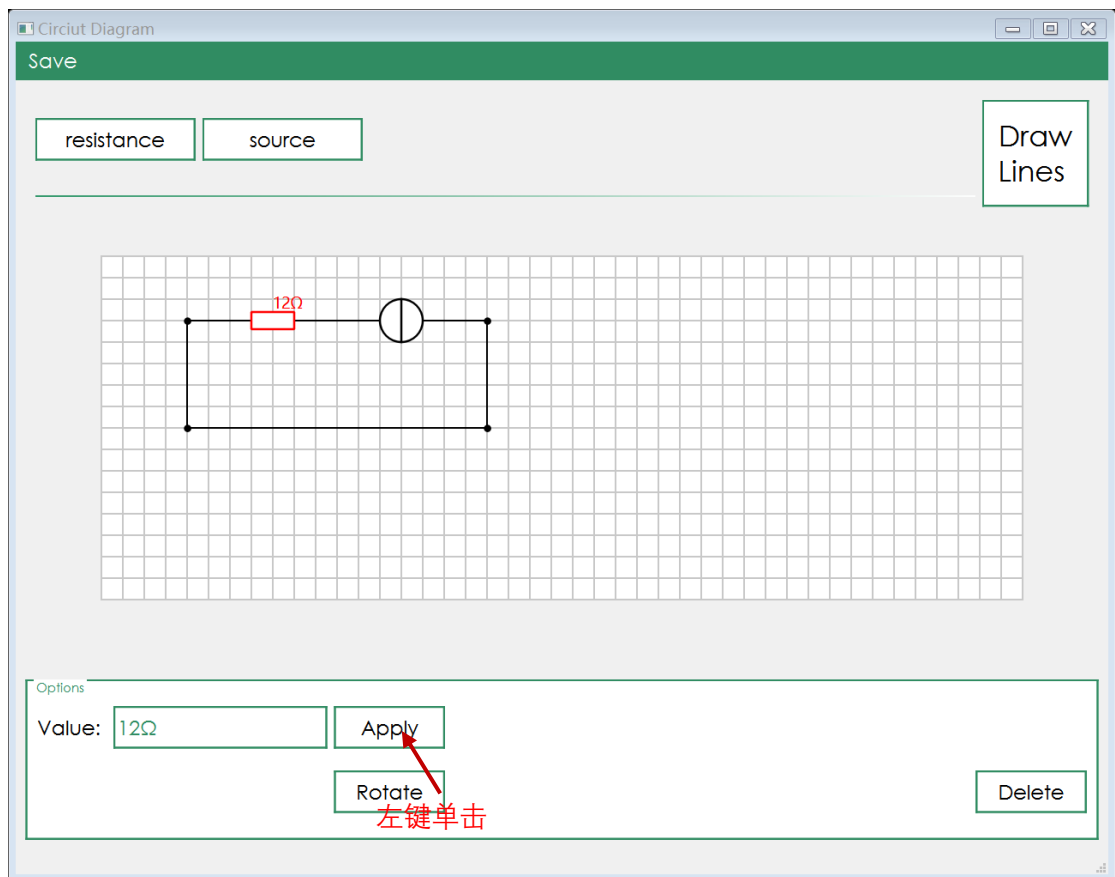 Circiut Diagram
Save
resistance
source
Draw
Lines
12Ω
Options
Value:
12Ω
Apply
Rotate
左键单击
Delete